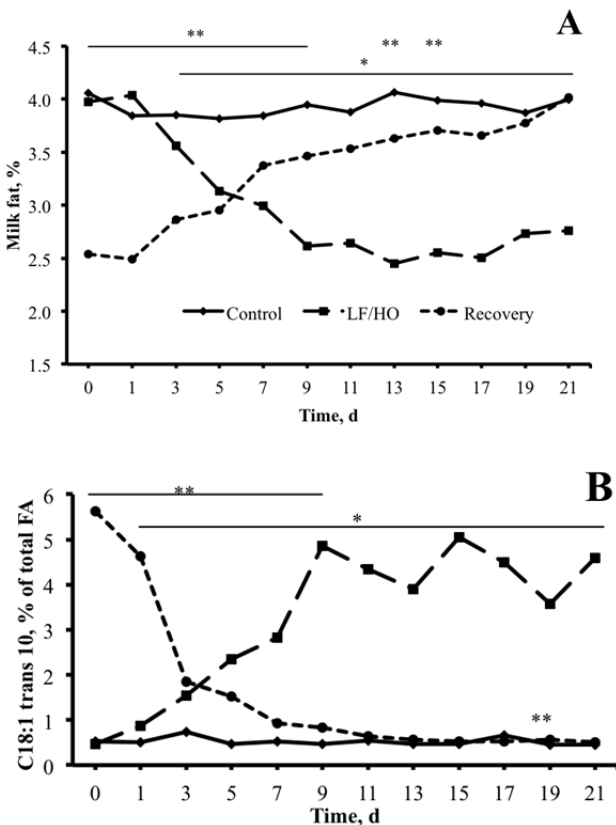 A
**
** **
*
4.5
4.0
3.5
3.0
2.5
2.0
1.5
Milk fat, %
Control LF/HO Recovery
0 1 3 5 7 9 11 13 15 17 19 21
Time, d
B
**
*
**
6
5
4
3
2
1
0
C18:1 trans 10, % of total FA
0 1 3 5 7 9 11 13 15 17 19 21
Time, d